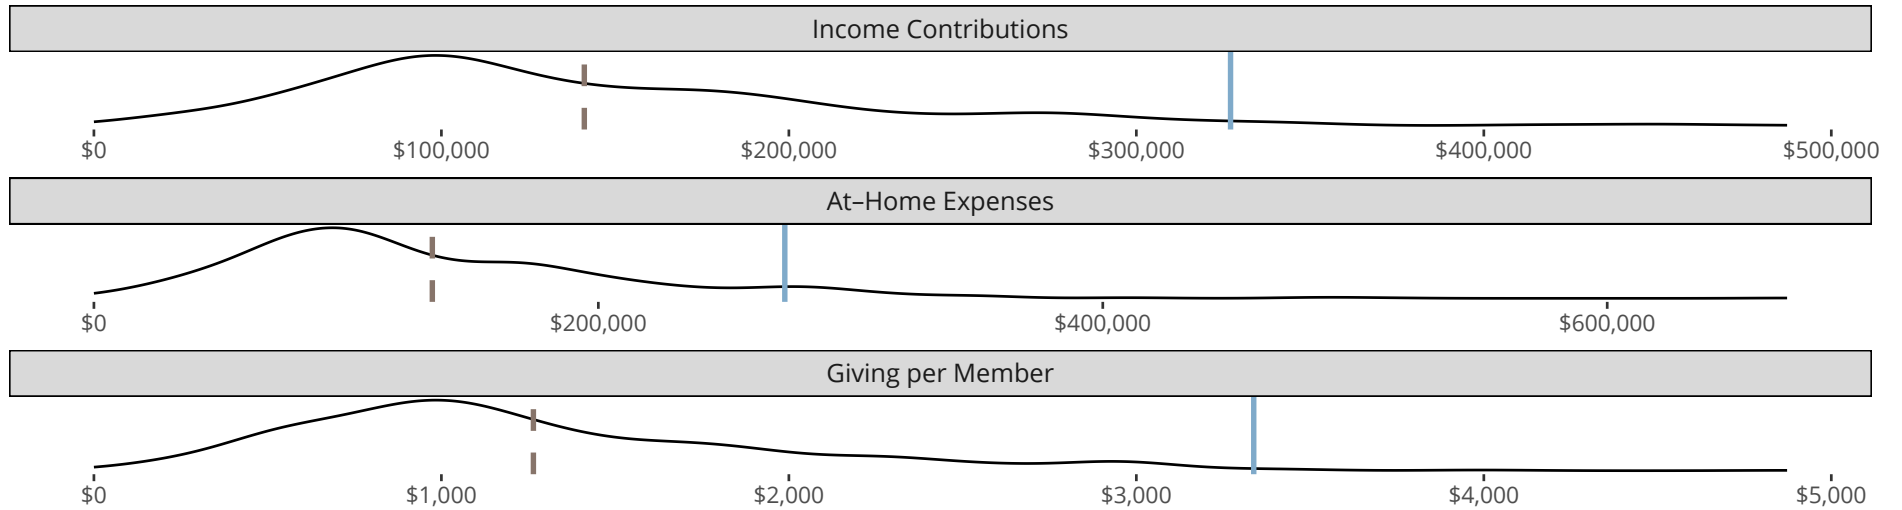 Income Contributions
$0 $100,000 $200,000 $300,000 $400,000 $500,000
At–Home Expenses
$0 $200,000 $400,000 $600,000
Giving per Member
$0 $1,000 $2,000 $3,000 $4,000 $5,000